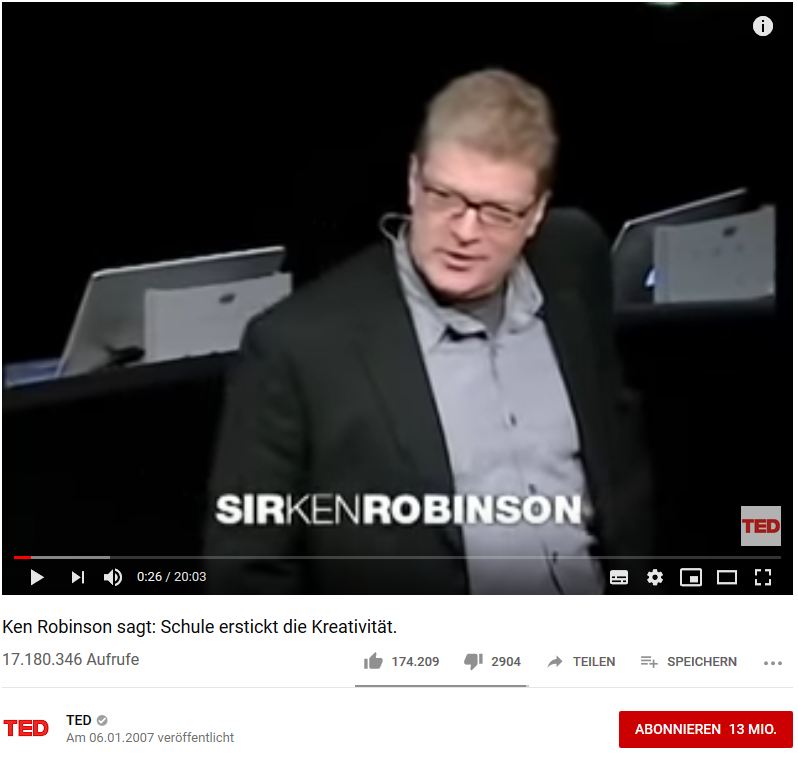 SIRKENROBINSON
TED
0:26 / 20:03
Ken Robinson sagt: Schule erstickt die Kreativität.
17.180.346 Aufrufe
174.209 2904 TEILEN SPEICHERN
TED TED
Am 06.01.2007 veröffentlicht
ABONNIEREN 13 MIO.